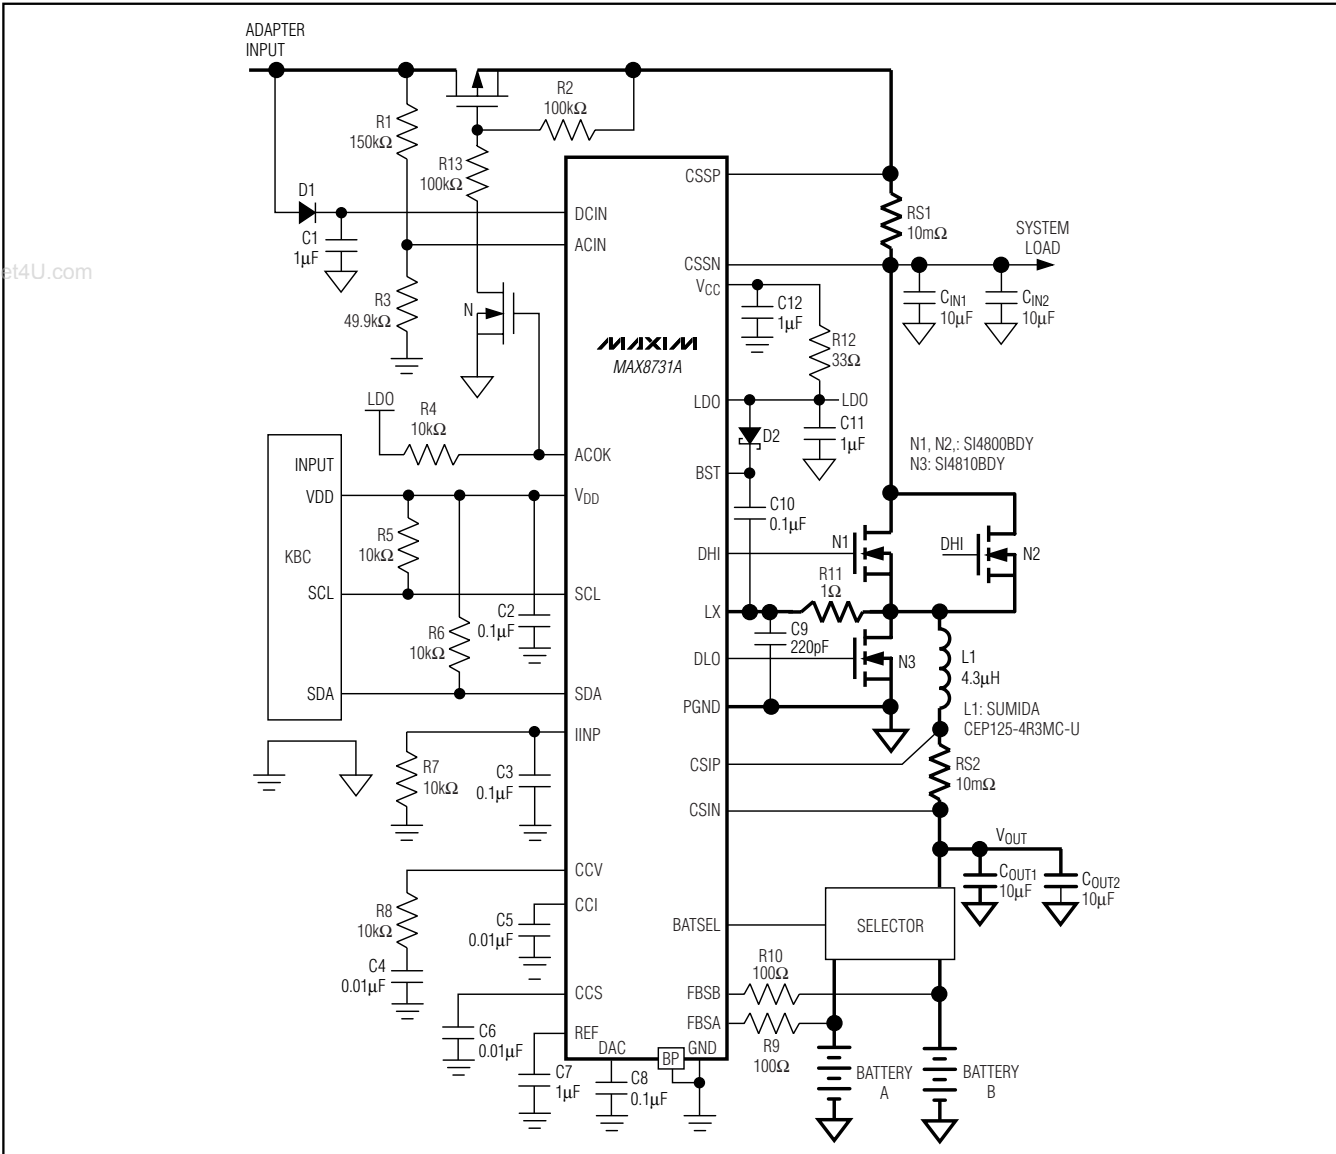 ADAPTER
INPUT
R1
150kΩ
R2
100kΩ
R13
100kΩ
D1
C1
1µF
R3
49.9kΩ
N
LDO
R4
10kΩ
et4U.com
INPUT
VDD
KBC
SCL
SDA
R5
10kΩ
R6
10kΩ
C2
0.1µF
R7
10kΩ
C3
0.1µF
R8
10kΩ
C4
0.01µF
C5
0.01µF
C6
0.01µF
C7
1µF
C8
0.1µF
DCIN
ACIN
ACOK
VDD
SCL
SDA
IINP
CCV
CCI
CCS
REF
DAC
BP
GND
MAXIM
MAX8731A
CSSP
CSSN
VCC
LDO
BST
DHI
LX
DLO
PGND
CSIP
CSIN
BATSEL
FBSB
FBSA
RS1
10mΩ
SYSTEM
LOAD
CIN1
10µF
CIN2
10µF
C12
1µF
R12
33Ω
LDO
D2
C11
1µF
N1, N2,: SI4800BDY
N3: SI4810BDY
C10
0.1µF
N1
DHI
N2
R11
1Ω
C9
220pF
N3
L1
4.3µH
L1: SUMIDA
CEP125-4R3MC-U
RS2
10mΩ
VOUT
COUT1
10µF
COUT2
10µF
SELECTOR
R10
100Ω
R9
100Ω
BATTERY
A
BATTERY
B